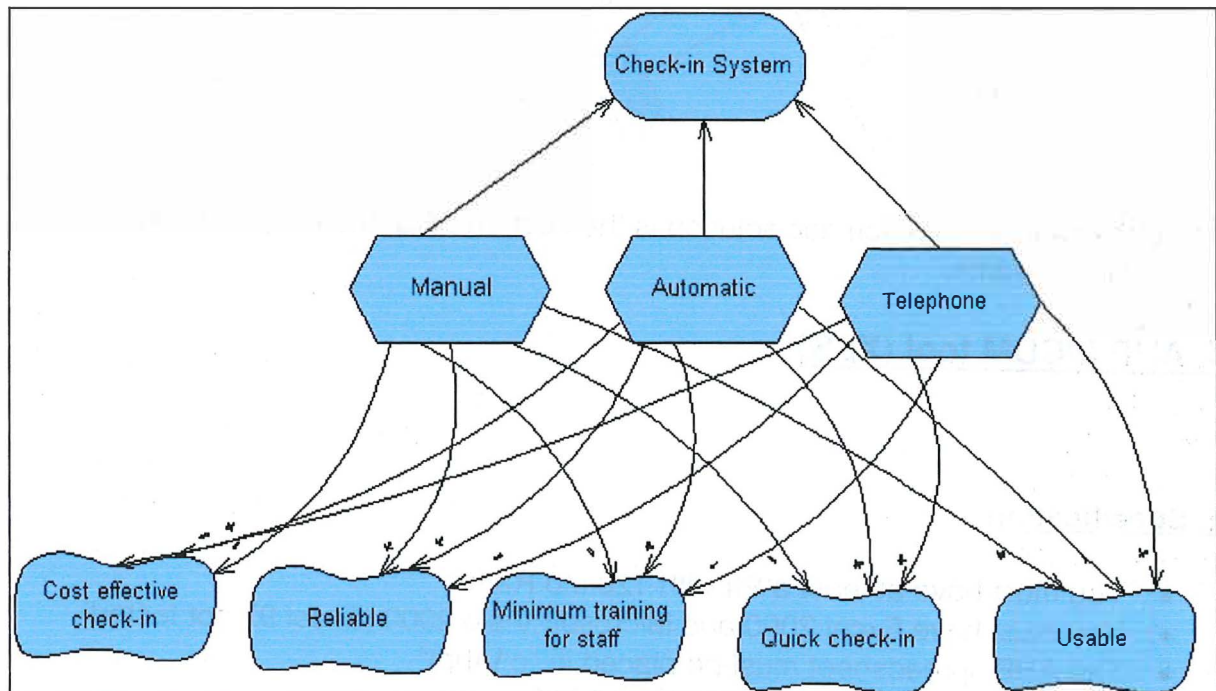 Check-in System
Manual
Automatic
Telephone
Cost effective
check-in
Reliable
Minimum training
for staff
Quick check-in
Usable